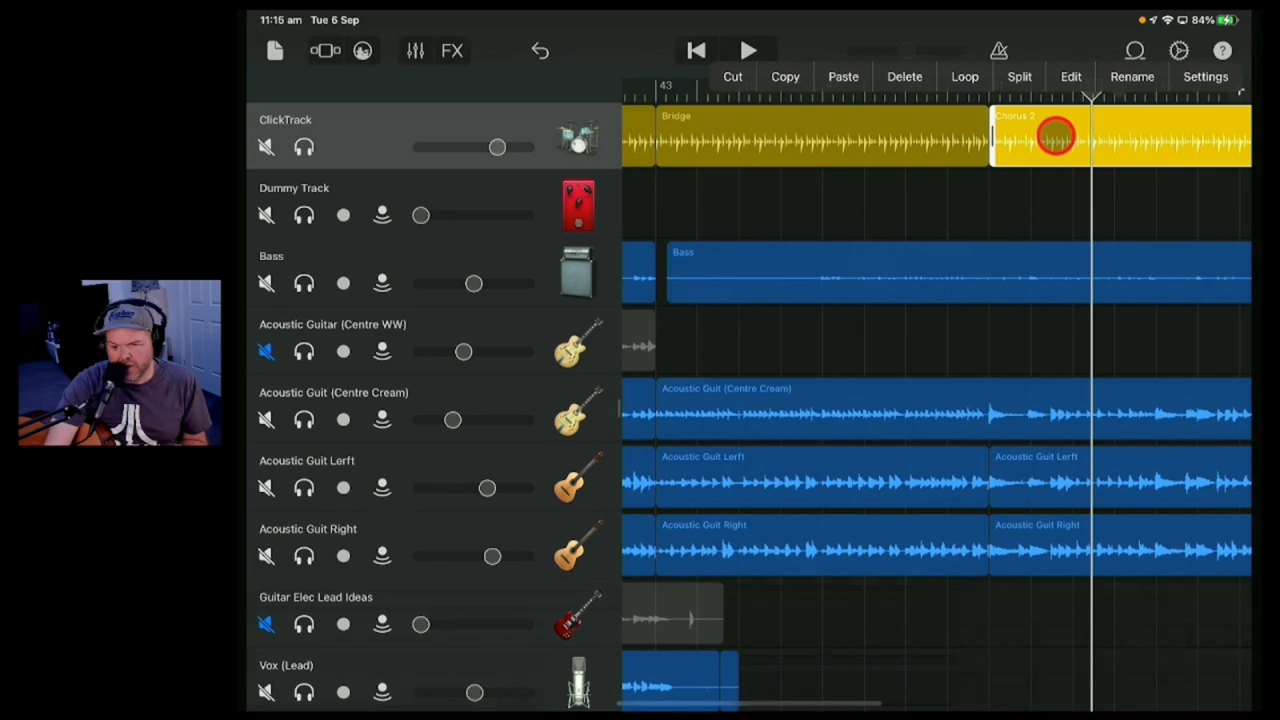 11:15 am Tue 6 Sep
84%
FX
?
Cut Copy Paste Delete Loop Split Edit Rename Settings
43
ClickTrack
Bridge
Chorus 2
Dummy Track
Bass
Bass
Acoustic Guitar (Centre WW)
Acoustic Guit (Centre Cream)
Acoustic Guit (Centre Cream)
Acoustic Guit Lerft
Acoustic Guit Lerft
Acoustic Guit Lerft
Acoustic Guit Right
Acoustic Guit Right
Acoustic Guit Right
Guitar Elec Lead Ideas
Vox (Lead)